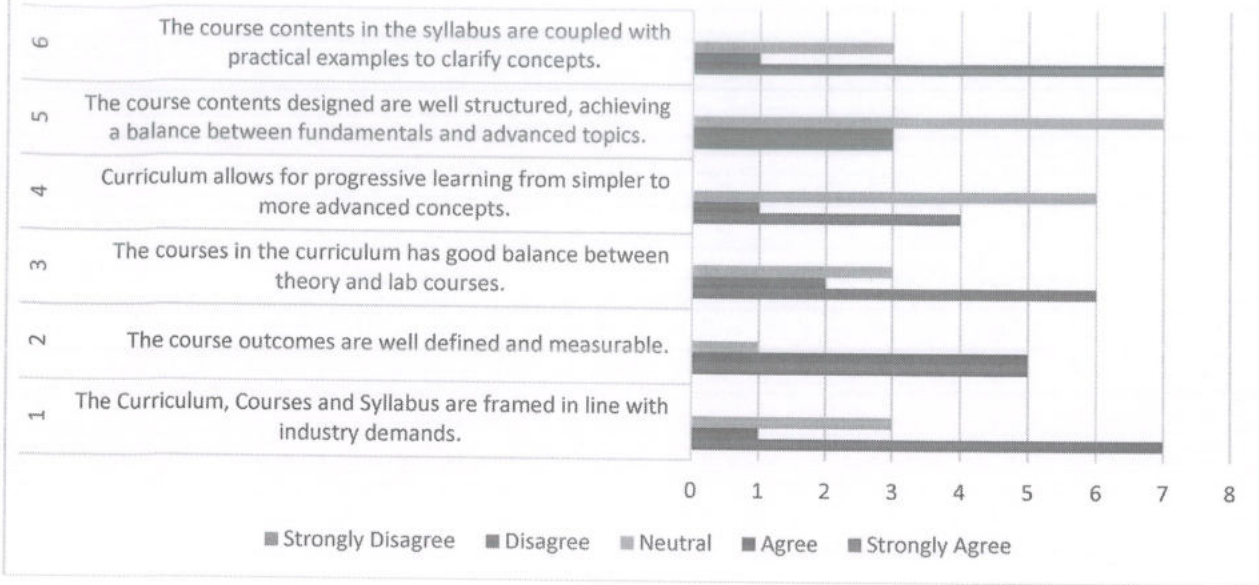 6
The course contents in the syllabus are coupled with
practical examples to clarify concepts.
5
The course contents designed are well structured, achieving
a balance between fundamentals and advanced topics.
4
Curriculum allows for progressive learning from simpler to
more advanced concepts.
3
The courses in the curriculum has good balance between
theory and lab courses.
2
The course outcomes are well defined and measurable.
1
The Curriculum, Courses and Syllabus are framed in line with
industry demands.
0 1 2 3 4 5 6 7 8
Strongly Disagree Disagree Neutral Agree Strongly Agree